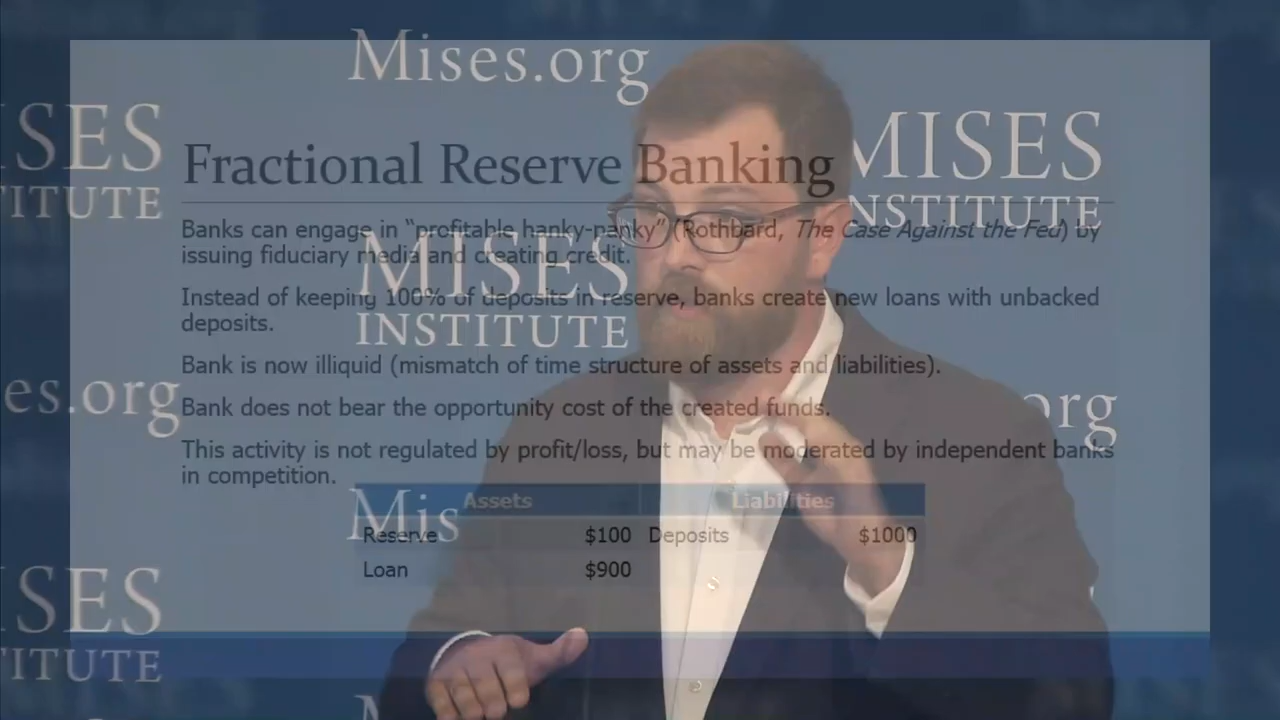 Mises.org
MISES
INSTITUTE
ISES
TITUTE
Fractional Reserve Banking
Banks can engage in “profitable hanky-panky” (Rothbard, The Case Against the Fed) by
issuing fiduciary media and creating credit.
MISES
INSTITUTE
Instead of keeping 100% of deposits in reserve, banks create new loans with unbacked
deposits.
Bank is now illiquid (mismatch of time structure of assets and liabilities).
es.org
org
Bank does not bear the opportunity cost of the created funds.
This activity is not regulated by profit/loss, but may be moderated by independent banks
in competition.
Mis
Assets Liabilities
Reserve $100 Deposits $1000
Loan $900
ISES
TITUTE
M